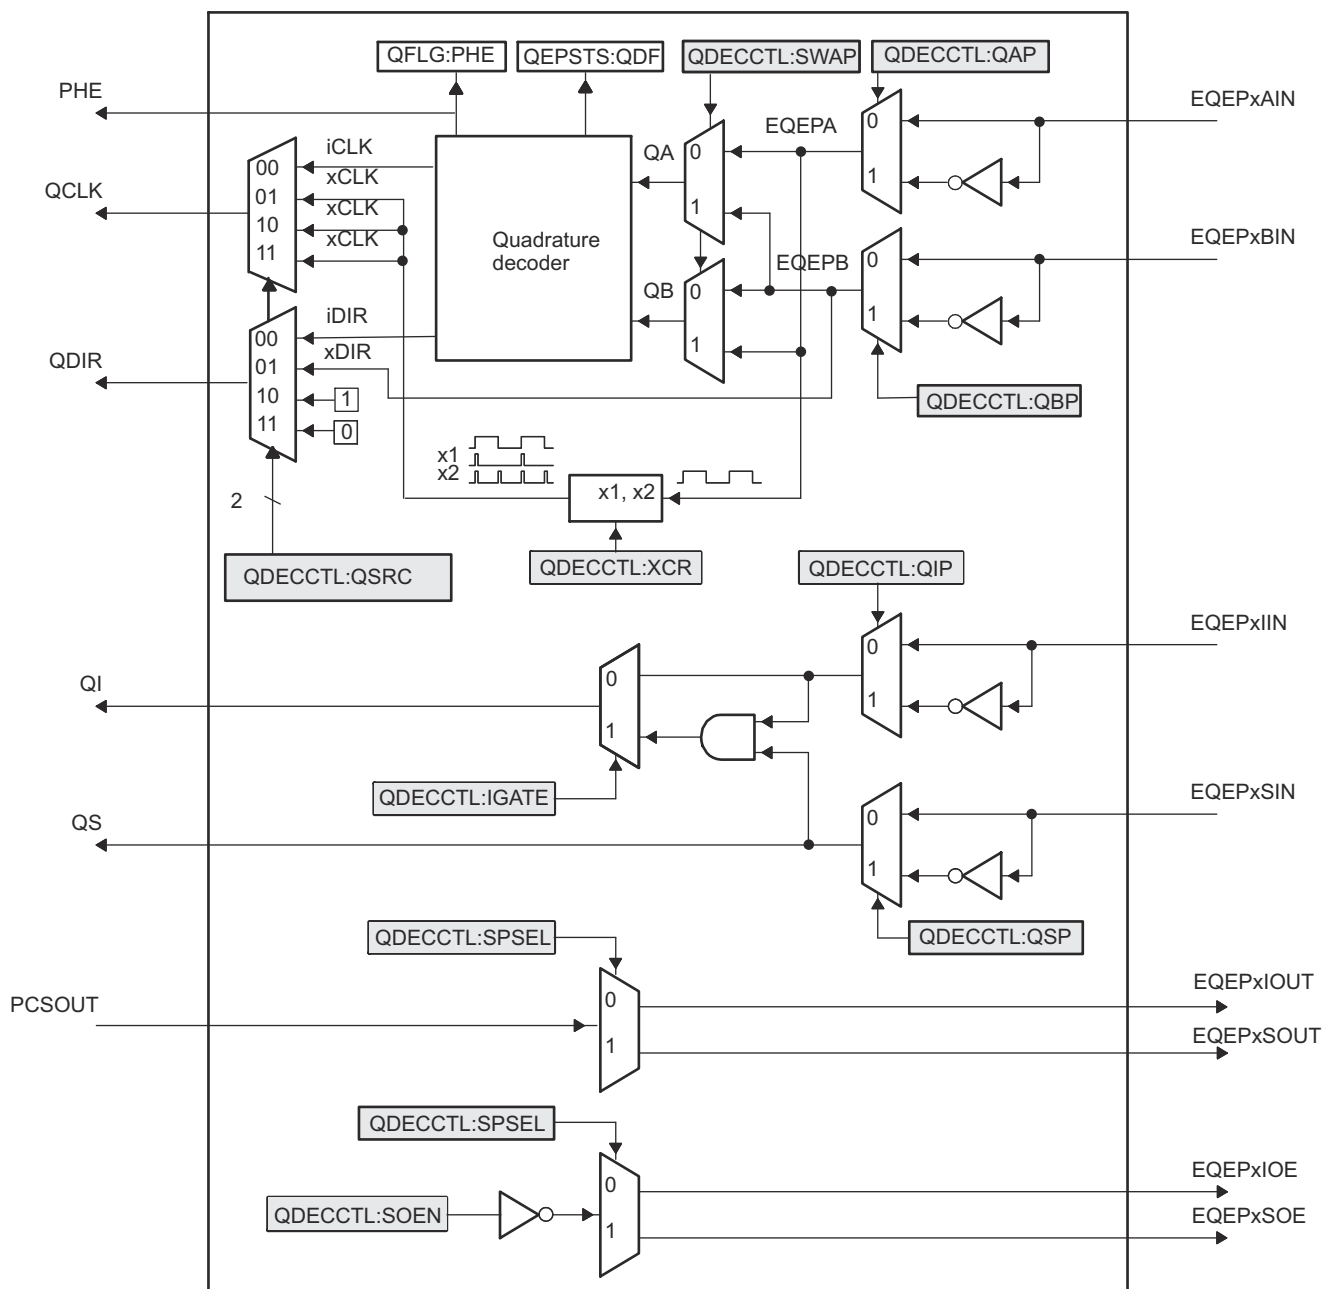 QFLG:PHE
QEPSTS:QDF
QDECCTL:SWAP
QDECCTL:QAP
PHE
EQEPxAIN
EQEPA
0
1
iCLK
xCLK
xCLK
xCLK
00
01
10
11
QCLK
QA
0
1
Quadrature
decoder
EQEPxBIN
EQEPB
0
1
QB
0
1
iDIR
xDIR
00
01
10
11
1
0
QDIR
QDECCTL:QBP
x1
x2
x1, x2
2
QDECCTL:QSRC
QDECCTL:XCR
QDECCTL:QIP
EQEPxIIN
0
1
QI
0
1
QDECCTL:IGATE
EQEPxSIN
0
1
QS
QDECCTL:QSP
QDECCTL:SPSEL
PCSOUT
0
1
EQEPxIOUT
EQEPxSOUT
QDECCTL:SPSEL
0
1
EQEPxIOE
EQEPxSOE
QDECCTL:SOEN